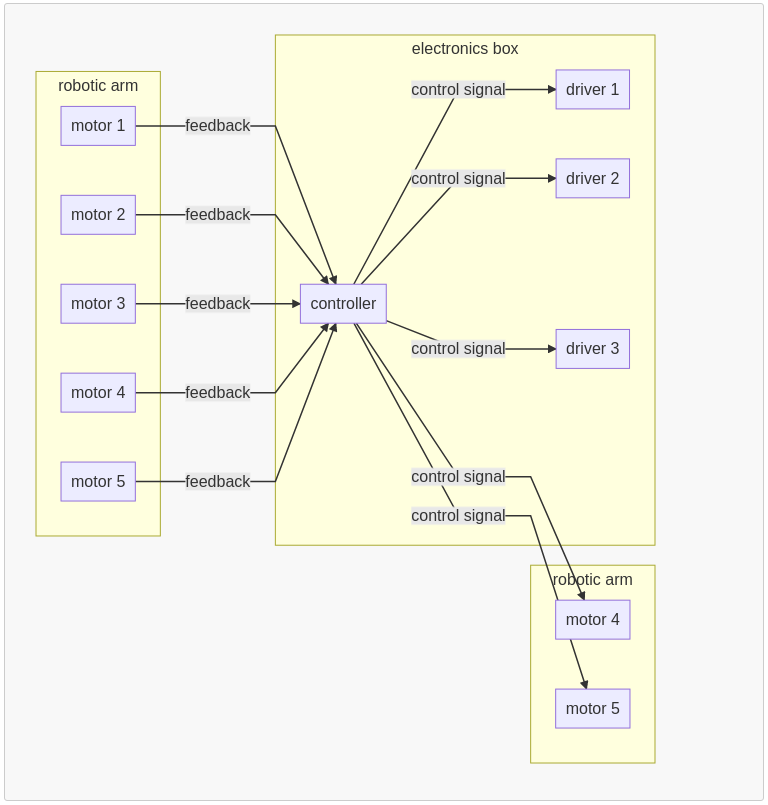 electronics box
robotic arm
control signal
driver 1
motor 1
feedback
control signal
driver 2
motor 2
feedback
motor 3
feedback
controller
control signal
driver 3
motor 4
feedback
control signal
motor 5
feedback
control signal
robotic arm
motor 4
motor 5